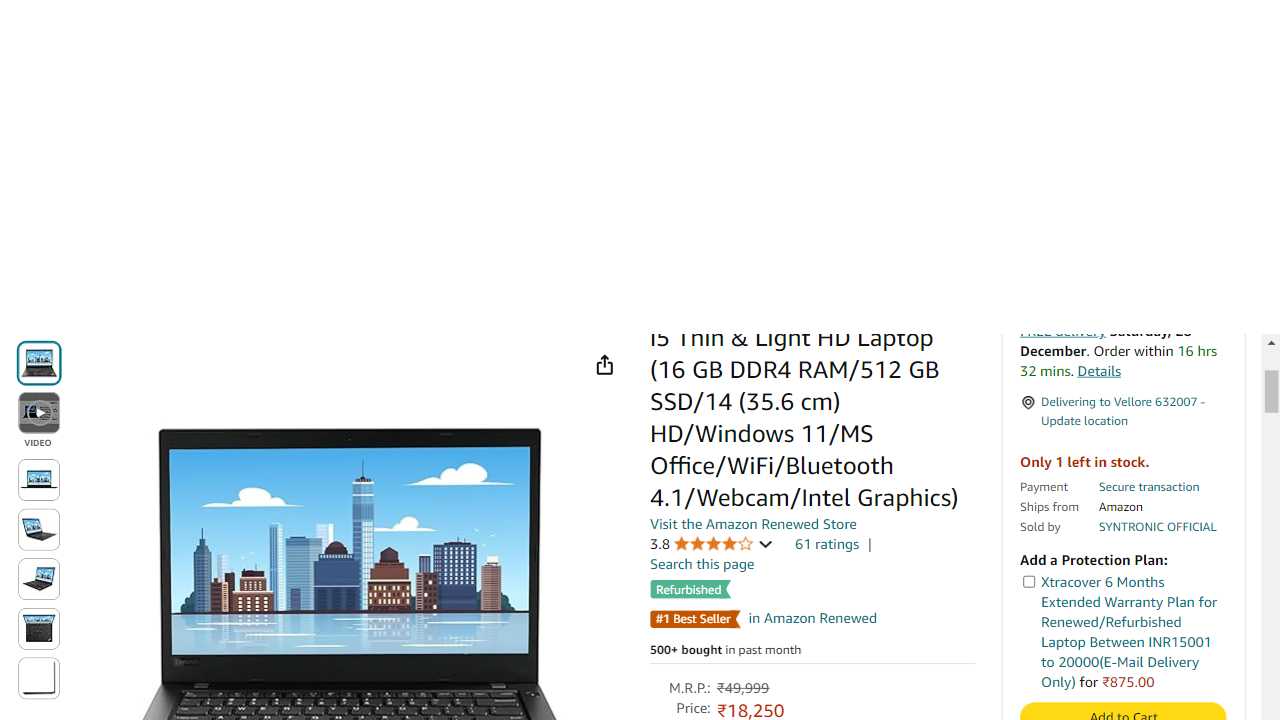 VIDEO
i5 Thin & Light HD Laptop
(16 GB DDR4 RAM/512 GB
SSD/14 (35.6 cm)
HD/Windows 11/MS
Office/WiFi/Bluetooth
4.1/Webcam/Intel Graphics)
Visit the Amazon Renewed Store
3.8 61 ratings |
Search this page
Refurbished
#1 Best Seller in Amazon Renewed
500+ bought in past month
M.R.P.: ₹49,999
Price: ₹18,250
FREE delivery Saturday, 28
December. Order within 16 hrs
32 mins. Details
Delivering to Vellore 632007 -
Update location
Only 1 left in stock.
Payment Secure transaction
Ships from Amazon
Sold by SYNTRONIC OFFICIAL
Add a Protection Plan:
Xtracover 6 Months
Extended Warranty Plan for
Renewed/Refurbished
Laptop Between INR15001
to 20000(E-Mail Delivery
Only) for ₹875.00
Add to Cart